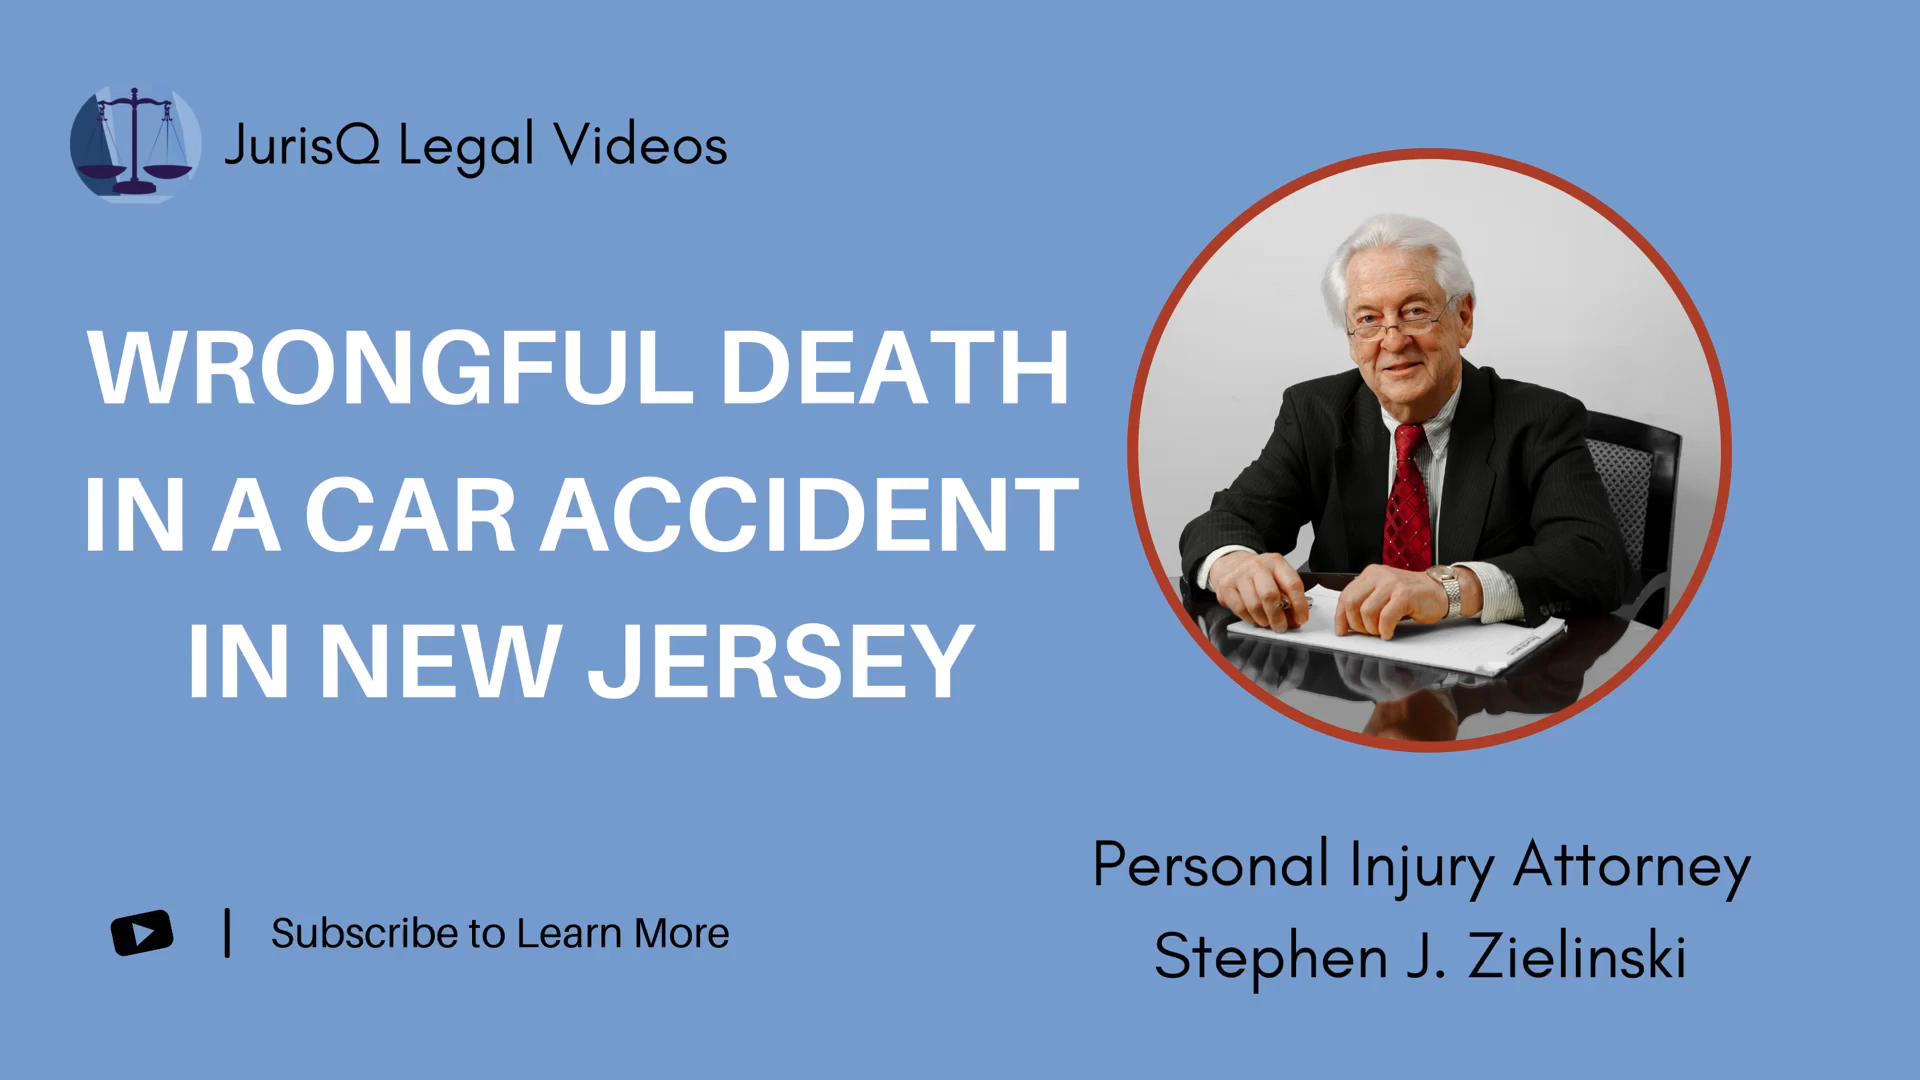 JurisQ Legal Videos
WRONGFUL DEATH
IN A CAR ACCIDENT
IN NEW JERSEY
Subscribe to Learn More
Personal Injury Attorney
Stephen J. Zielinski